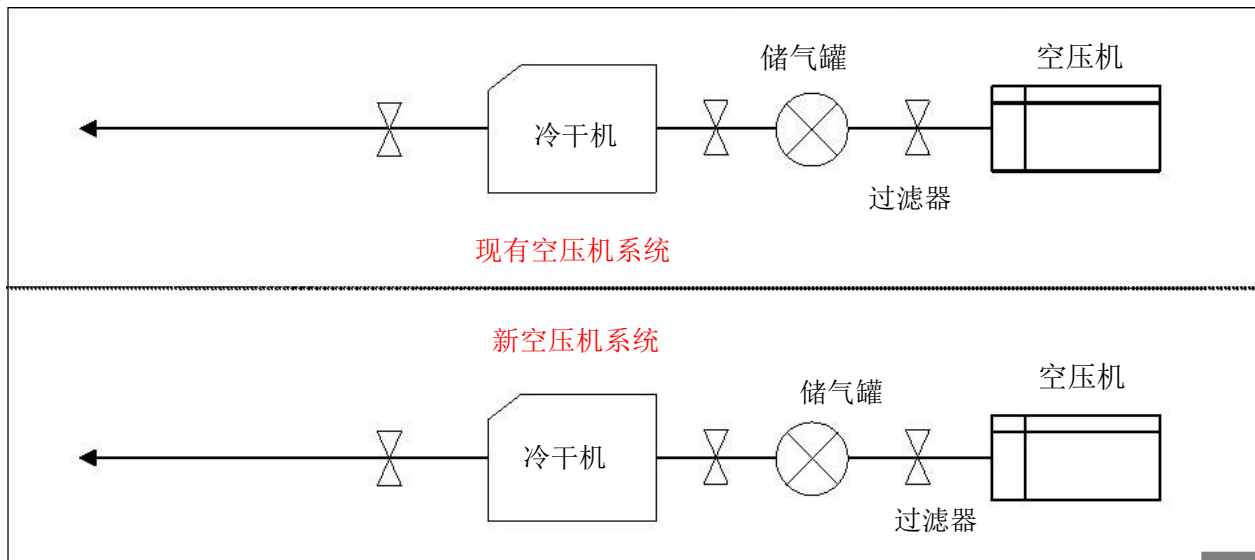 储气罐
空压机
冷干机
过滤器
现有空压机系统
新空压机系统
储气罐
空压机
冷干机
过滤器